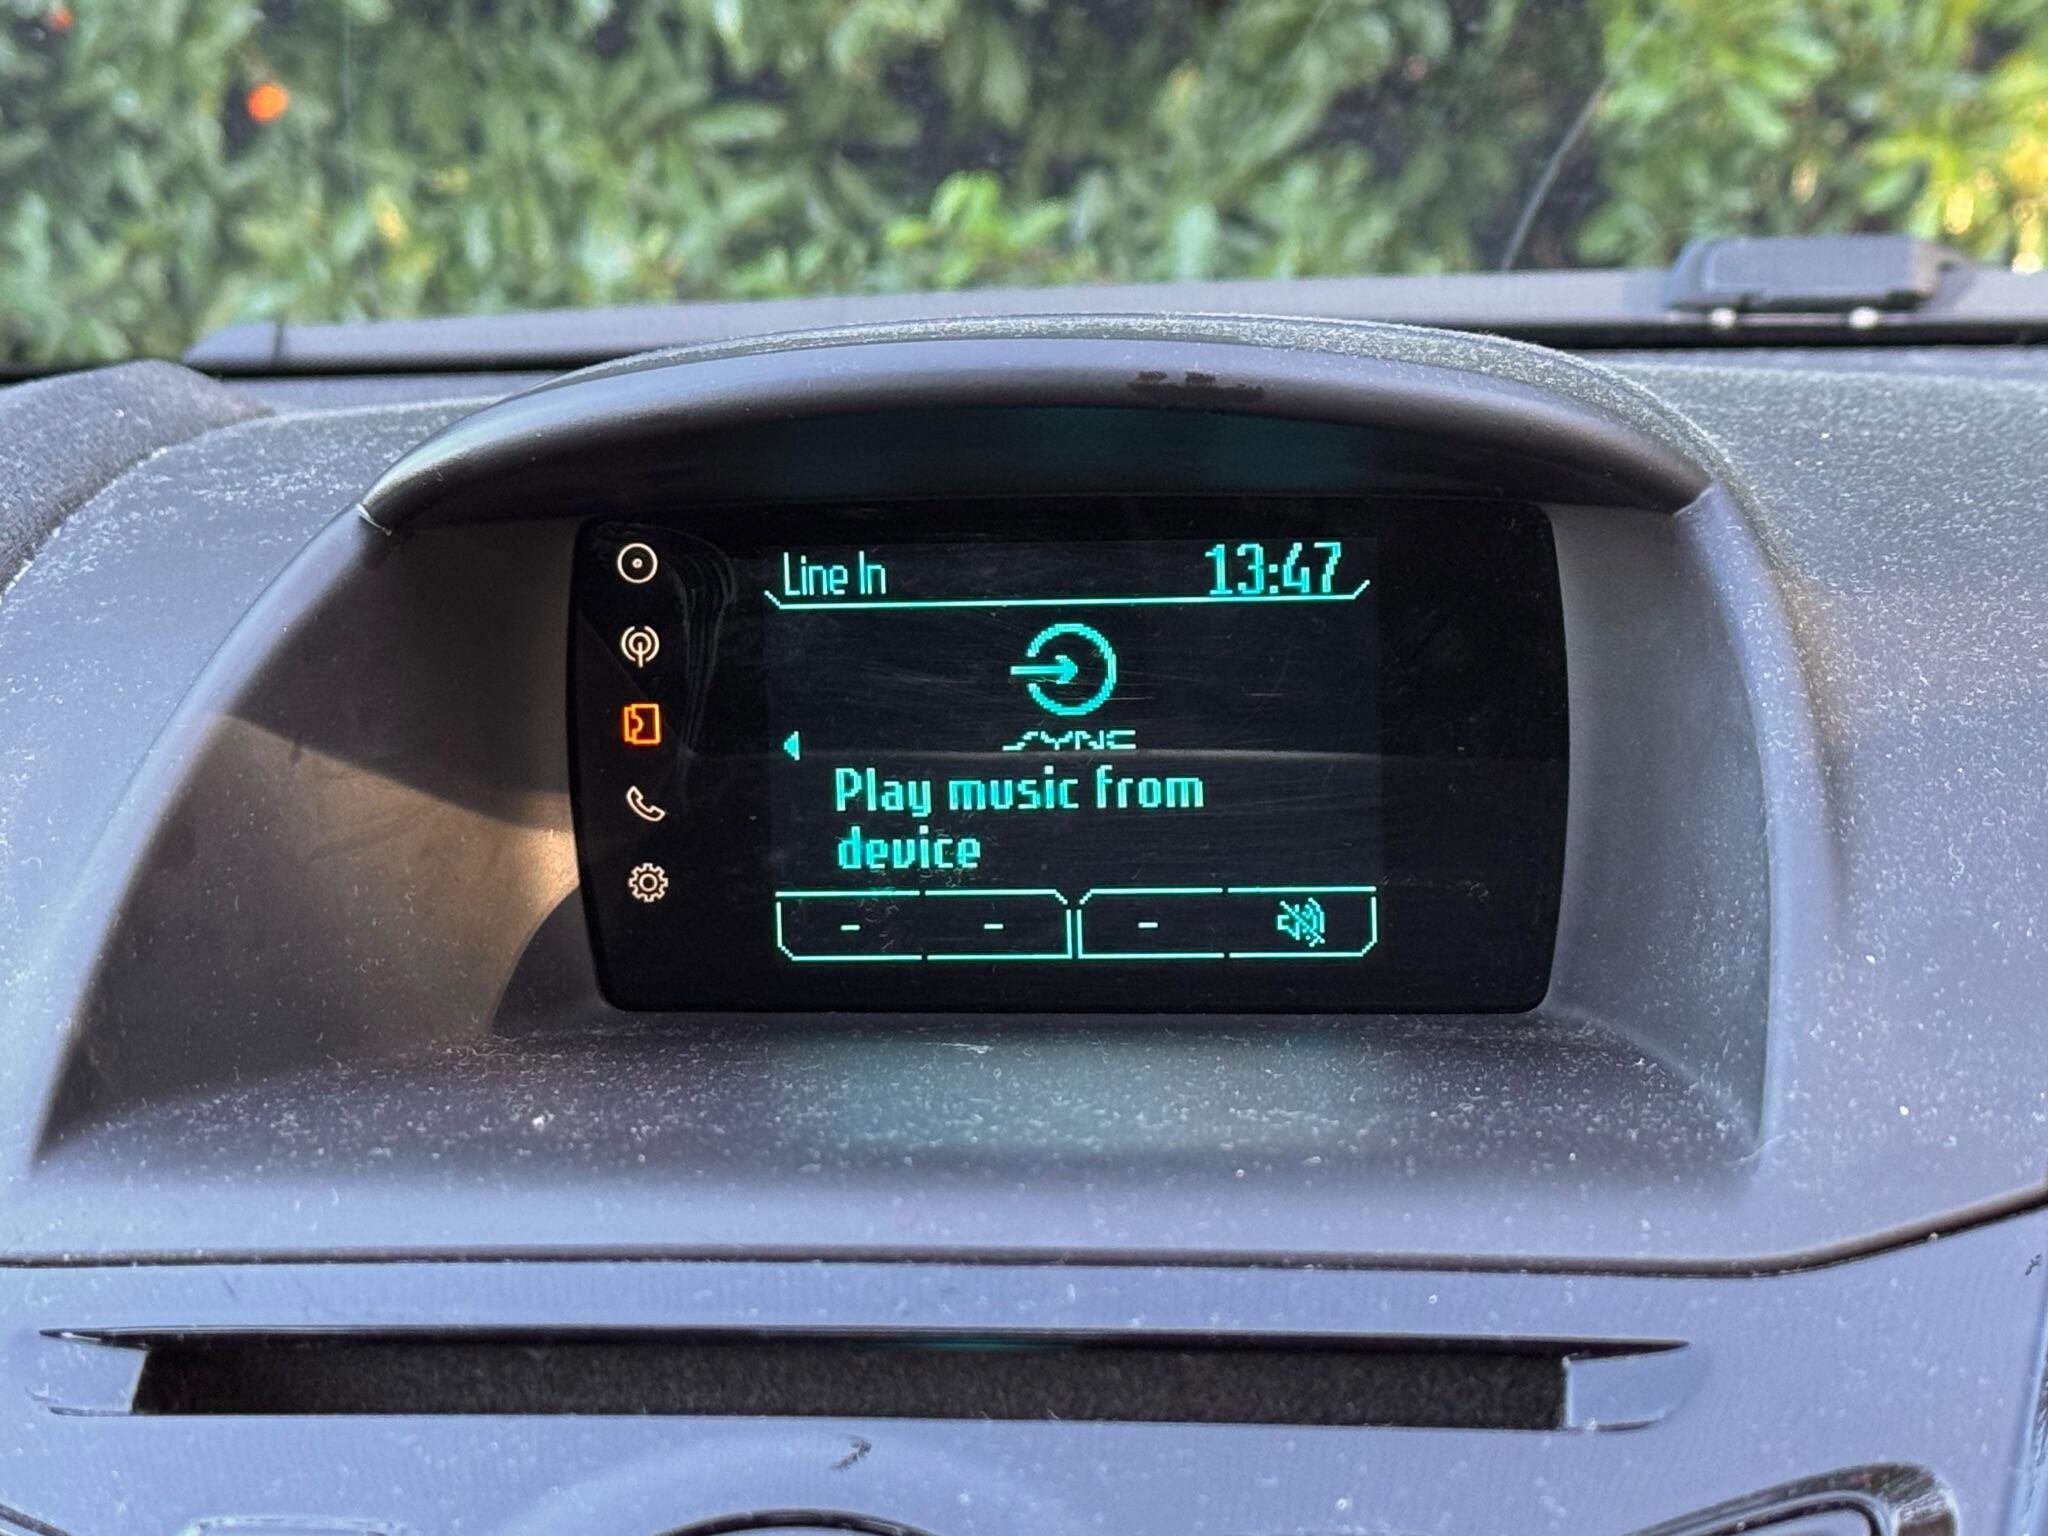 Line In 13:47
SYNC
Play music from
device
- -
-